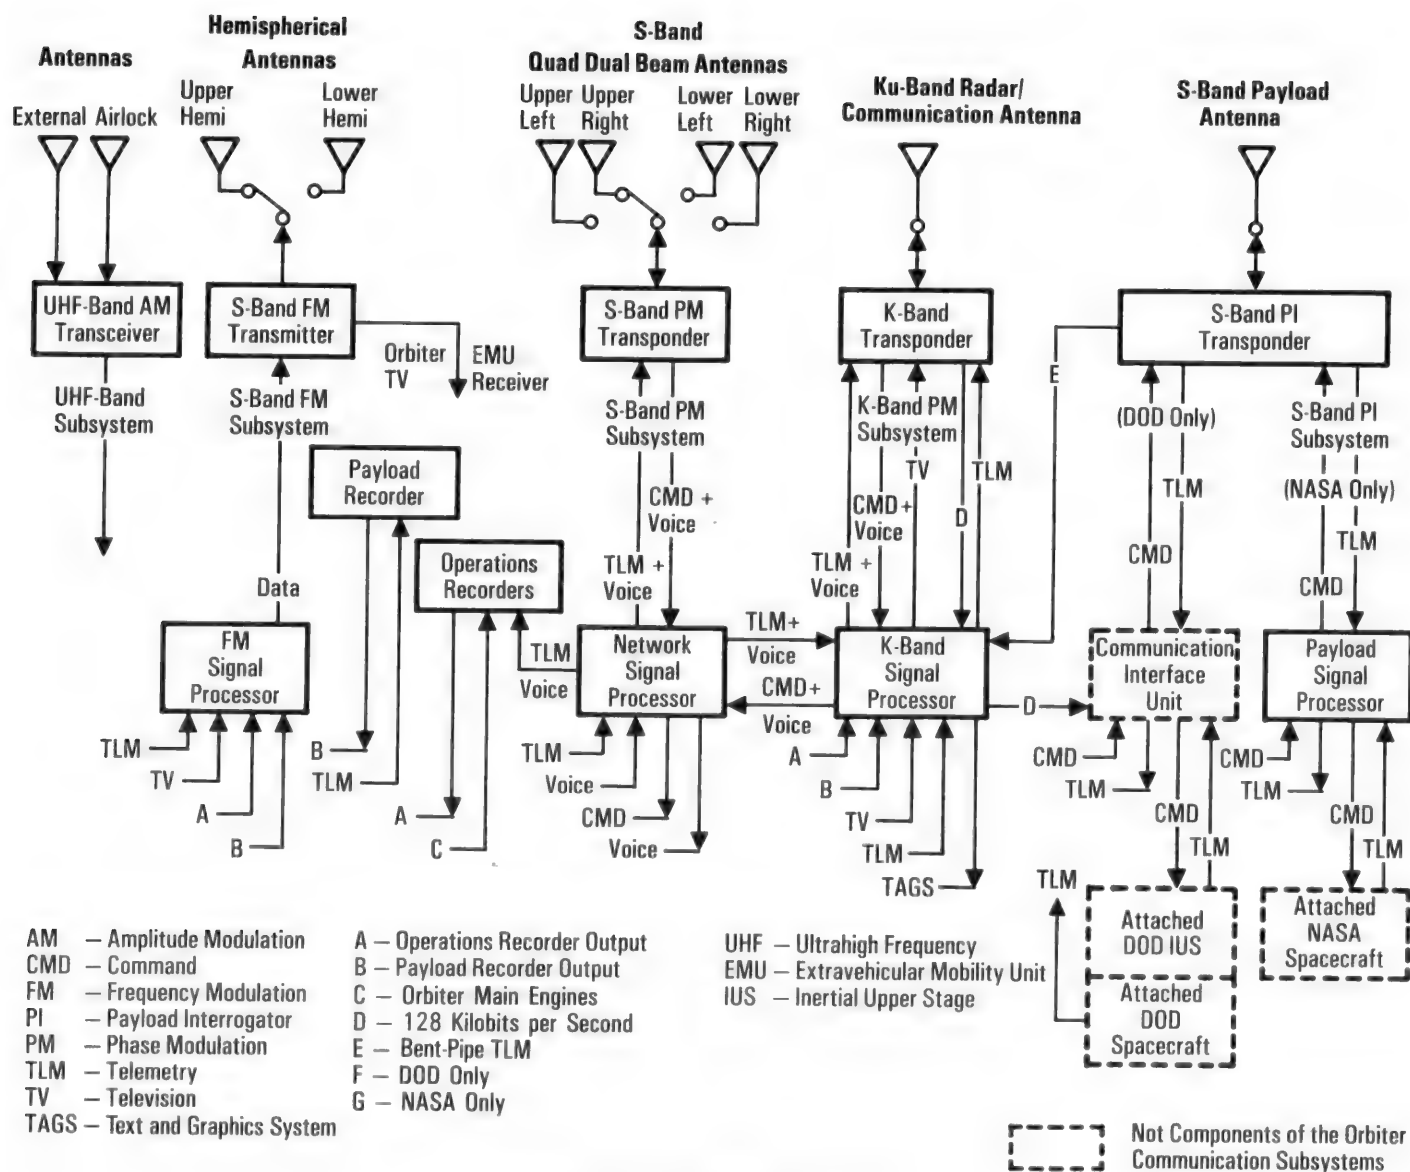 Antennas
External Airlock
Hemispherical
Antennas
Upper
Hemi
Lower
Hemi
S-Band
Quad Dual Beam Antennas
Upper
Left
Upper
Right
Lower
Left
Lower
Right
Ku-Band Radar/
Communication Antenna
S-Band Payload
Antenna
UHF-Band AM
Transceiver
S-Band FM
Transmitter
S-Band PM
Transponder
K-Band
Transponder
S-Band PI
Transponder
Orbiter
TV
EMU
Receiver
E
UHF-Band
Subsystem
S-Band FM
Subsystem
S-Band PM
Subsystem
K-Band PM
Subsystem
(DOD Only)
S-Band PI
Subsystem
(NASA Only)
Payload
Recorder
Operations
Recorders
Data
CMD +
Voice
TLM +
Voice
TLM +
Voice
CMD +
Voice
TV
D
TLM
CMD
TLM
CMD
TLM
FM
Signal
Processor
TLM
Voice
Network
Signal
Processor
TLM+
Voice
CMD+
Voice
K-Band
Signal
Processor
D
Communication
Interface
Unit
Payload
Signal
Processor
TLM
TV
A
B
B
TLM
A
C
TLM
Voice
CMD
Voice
A
B
TV
TLM
TAGS
CMD
TLM
CMD
TLM
CMD
TLM
CMD
TLM
TLM
Attached
DOD IUS
Attached
DOD
Spacecraft
Attached
NASA
Spacecraft
AM – Amplitude Modulation
CMD – Command
FM – Frequency Modulation
PI – Payload Interrogator
PM – Phase Modulation
TLM – Telemetry
TV – Television
TAGS – Text and Graphics System
A – Operations Recorder Output
B – Payload Recorder Output
C – Orbiter Main Engines
D – 128 Kilobits per Second
E – Bent-Pipe TLM
F – DOD Only
G – NASA Only
UHF – Ultrahigh Frequency
EMU – Extravehicular Mobility Unit
IUS – Inertial Upper Stage
Not Components of the Orbiter
Communication Subsystems